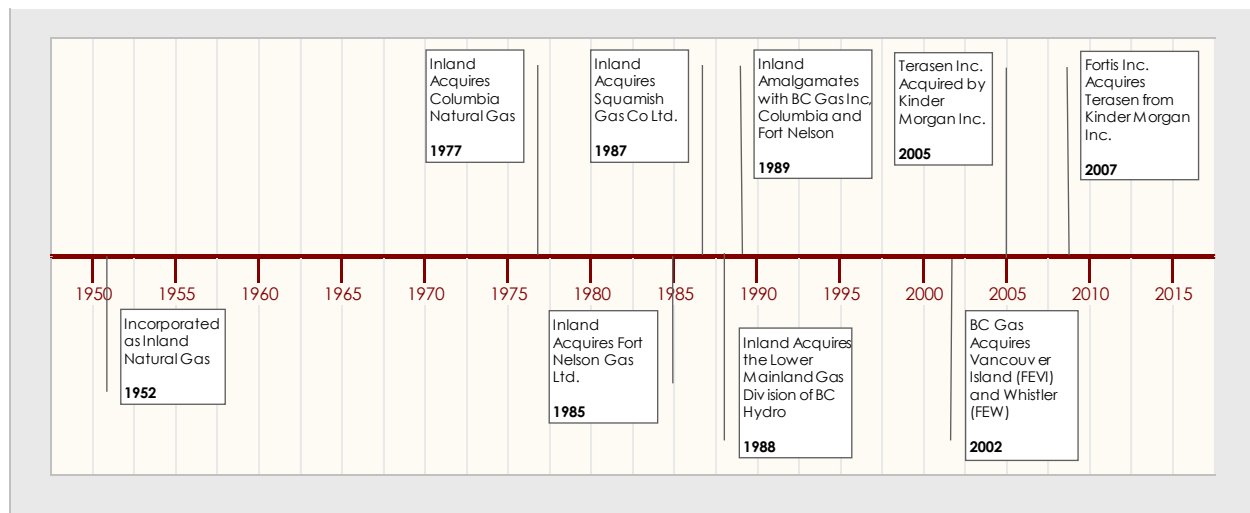 Inland
Acquires
Columbia
Natural Gas
1977
Inland
Acquires
Squamish
Gas Co Ltd.
1987
Inland
Amalgamates
with BC Gas Inc,
Columbia and
Fort Nelson
1989
Terasen Inc.
Acquired by
Kinder
Morgan Inc.
2005
Fortis Inc.
Acquires
Terasen from
Kinder Morgan
Inc.
2007
1950 1955 1960 1965 1970 1975 1980 1985 1990 1995 2000 2005 2010 2015
Incorporated
as Inland
Natural Gas
1952
Inland
Acquires Fort
Nelson Gas
Ltd.
1985
Inland Acquires
the Lower
Mainland Gas
Division of BC
Hydro
1988
BC Gas
Acquires
Vancouver
Island (FEVI)
and Whistler
(FEW)
2002